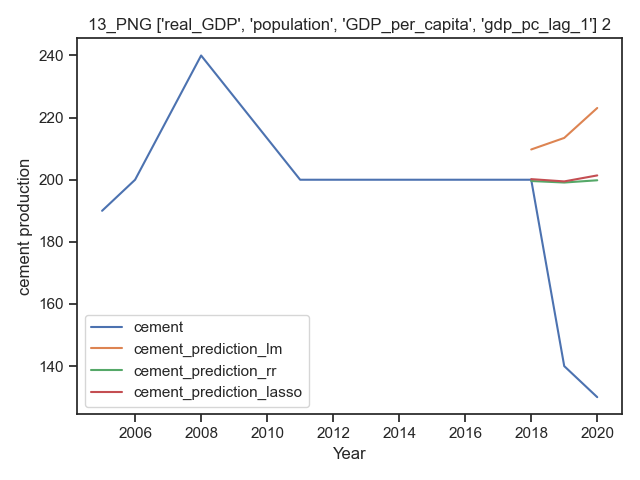 13_PNG ['real_GDP', 'population', 'GDP_per_capita', 'gdp_pc_lag_1'] 2
240
220
200
180
160
140
cement production
cement
cement_prediction_lm
cement_prediction_rr
cement_prediction_lasso
2006 2008 2010 2012 2014 2016 2018 2020
Year